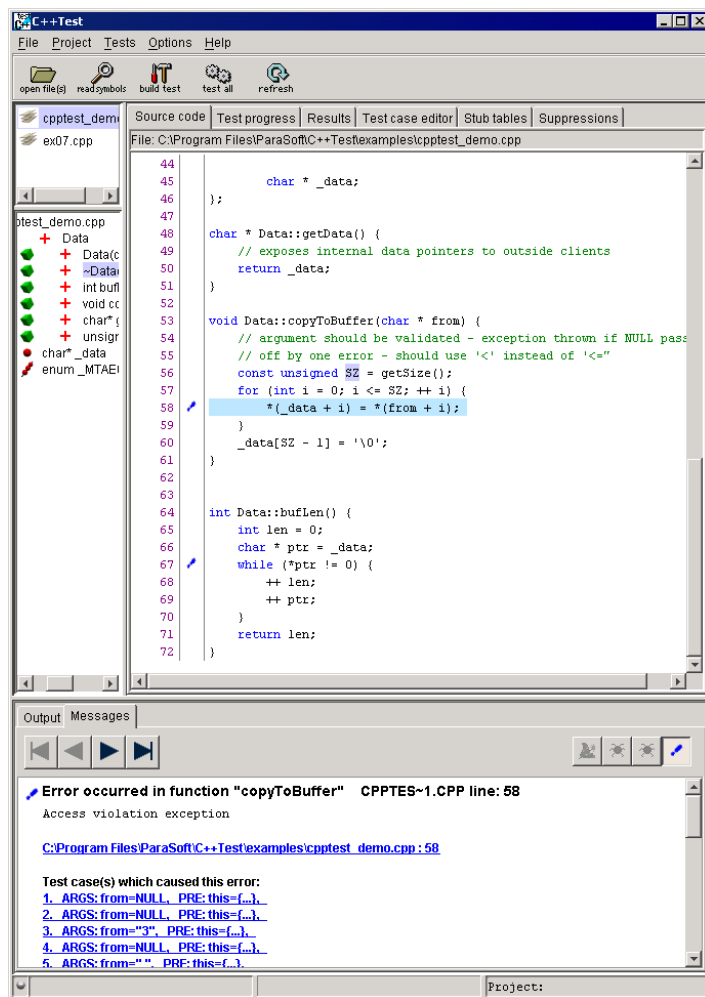 C++Test
File Project Tests Options Help
open file(s) read symbols build test test all refresh
cpptest_dem
ex07.cpp
Source code Test progress Results Test case editor Stub tables Suppressions
File: C:\Program Files\ParaSoft\C++Test\examples\cpptest_demo.cpp
ptest_demo.cpp
Data
Data(c
~Data
int bufl
void co
char* g
unsigr
char* _data
enum _MTAE
44
45 char * _data;
46 };
47
48 char * Data::getData() {
49 // exposes internal data pointers to outside clients
50 return _data;
51 }
52
53 void Data::copyToBuffer(char * from) {
54 // argument should be validated - exception thrown if NULL pass
55 // off by one error - should use '<' instead of '<="
56 const unsigned SZ = getSize();
57 for (int i = 0; i <= SZ; ++ i) {
58 *(_data + i) = *(from + i);
59 }
60 _data[SZ - 1] = '\0';
61 }
62
63
64 int Data::bufLen() {
65 int len = 0;
66 char * ptr = _data;
67 while (*ptr != 0) {
68 ++ len;
69 ++ ptr;
70 }
71 return len;
72 }
Output Messages
Error occurred in function "copyToBuffer" CPPTES~1.CPP line: 58
Access violation exception
C:\Program Files\ParaSoft\C++Test\examples\cpptest_demo.cpp : 58
Test case(s) which caused this error:
1. ARGS: from=NULL, PRE: this={...},
2. ARGS: from=NULL, PRE: this={...},
3. ARGS: from="3", PRE: this={...},
4. ARGS: from=NULL, PRE: this={...},
5. ARGS: from=" ", PRE: this={...},
Project: